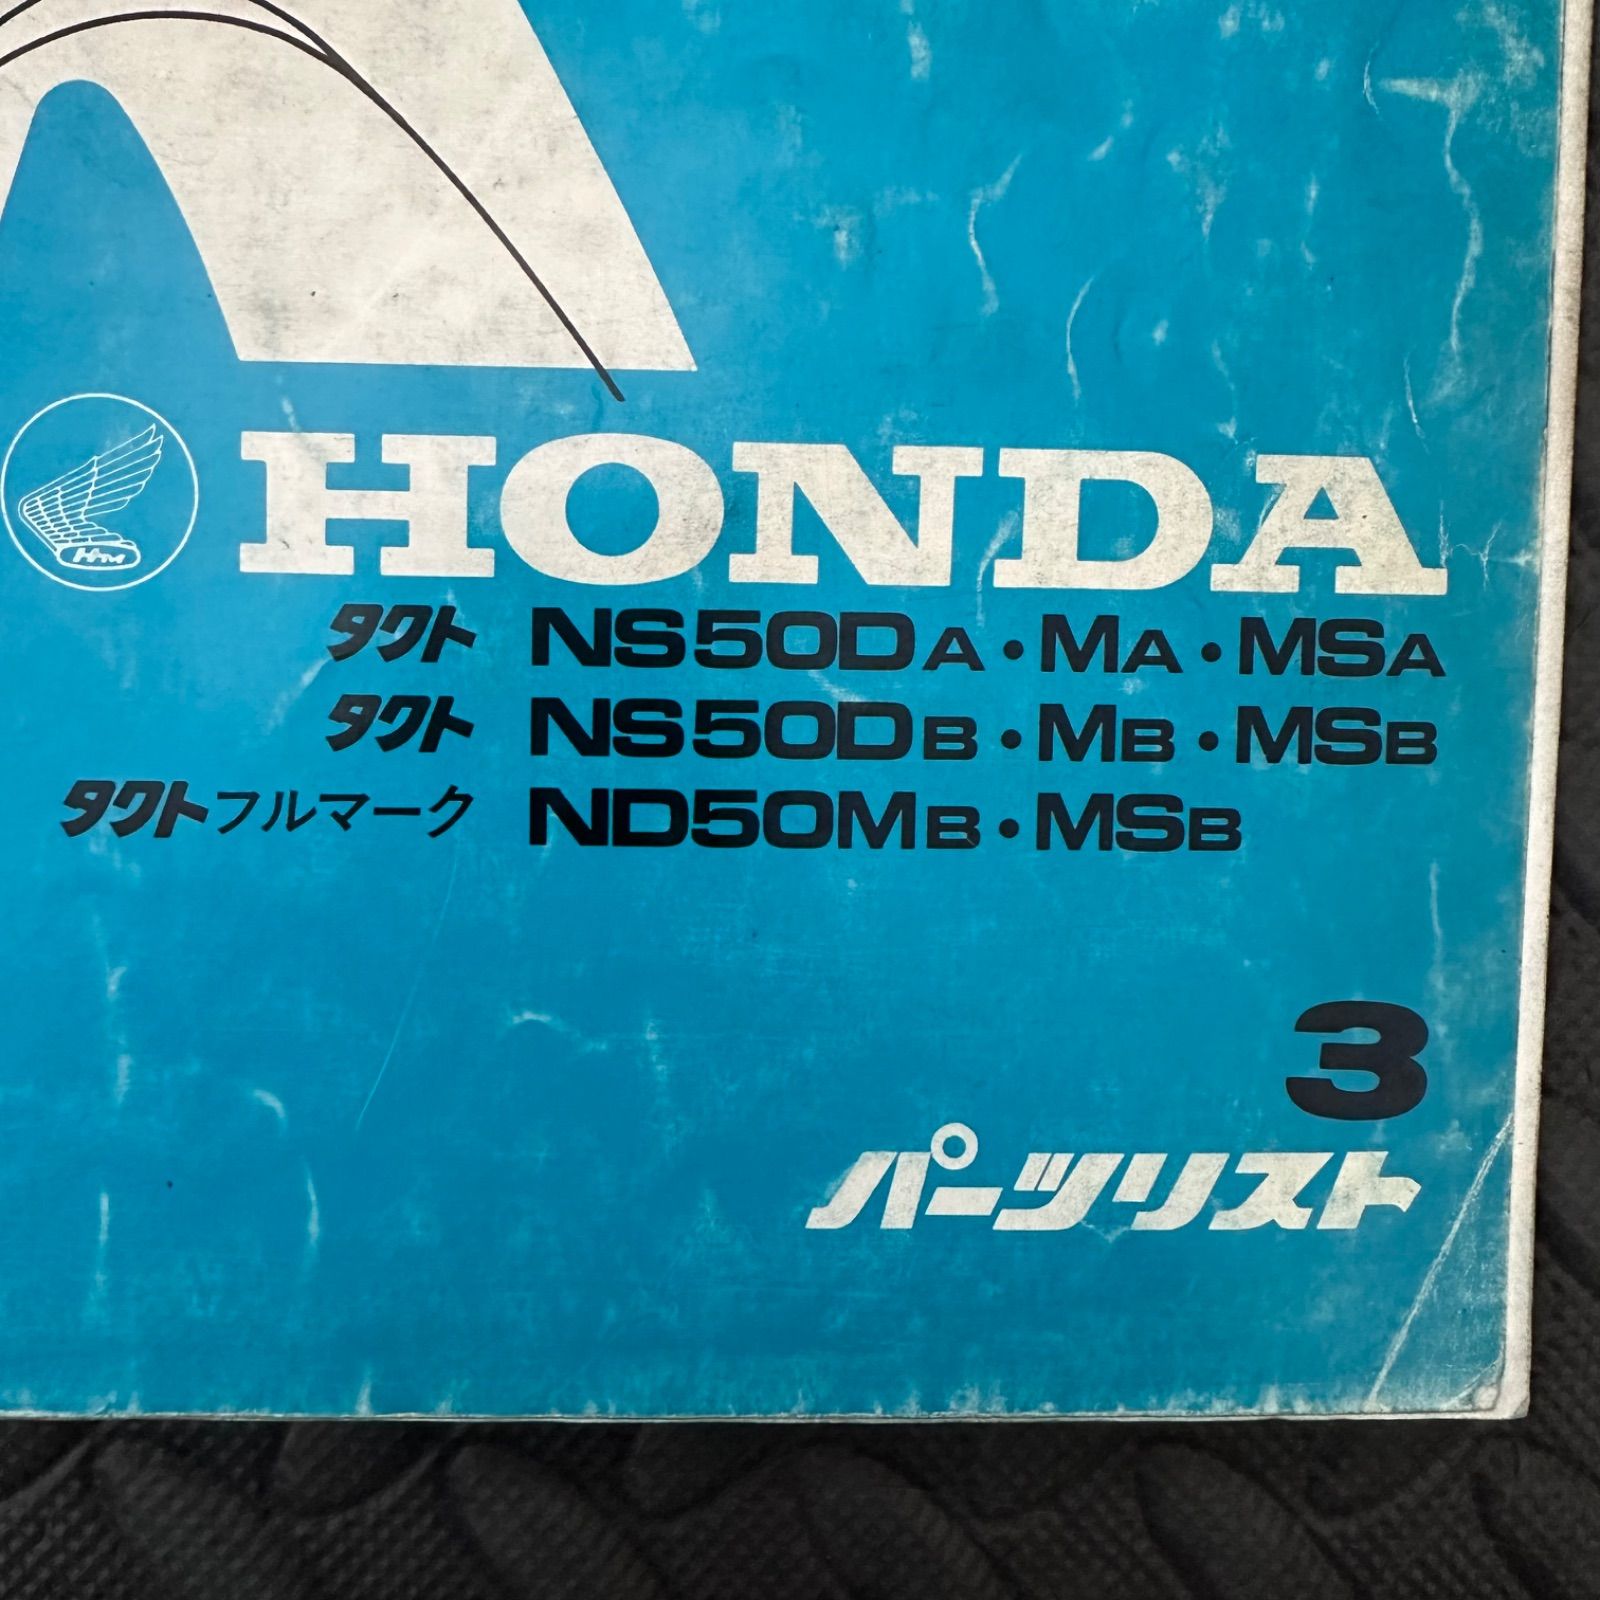 HM
HONDA
タクト NS50DA・MA・MSA
タクト NS50DB・MB・MSB
タクトフルマーク ND50MB・MSB
3
パーツリスト